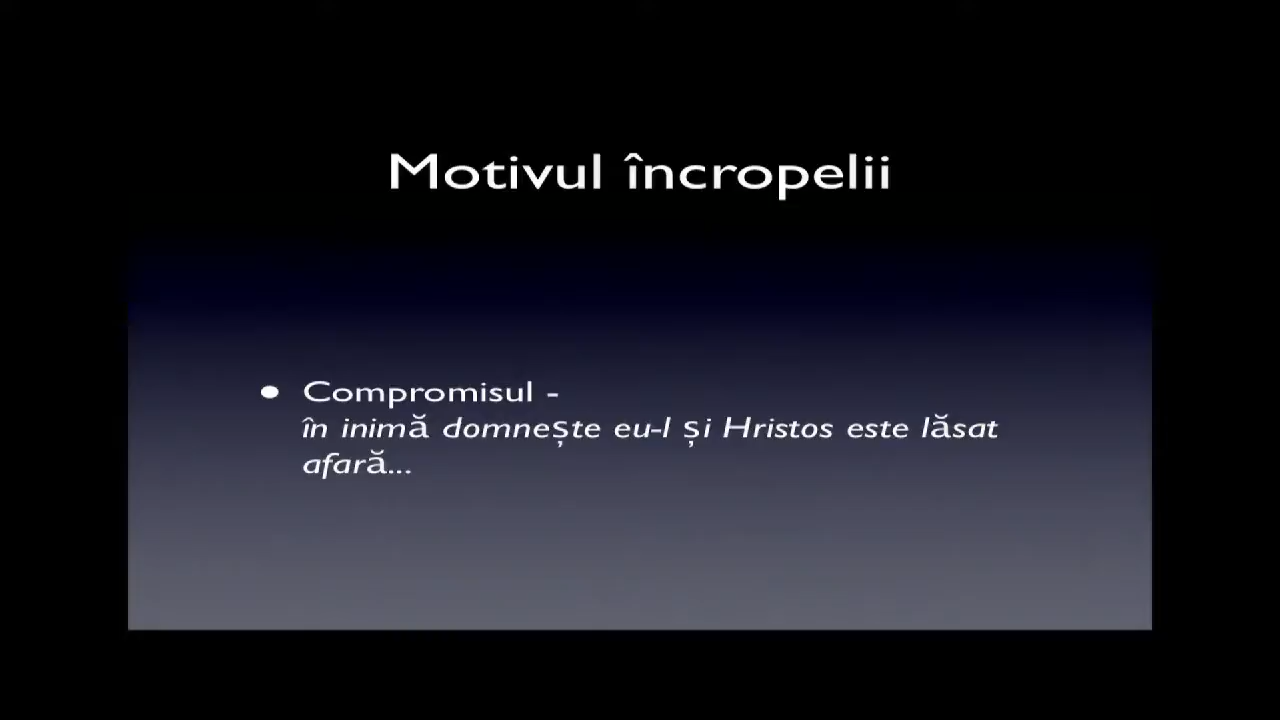 Motivul încropelii
● Compromisul -
în inimă domnește eu-l și Hristos este lăsat
afară...